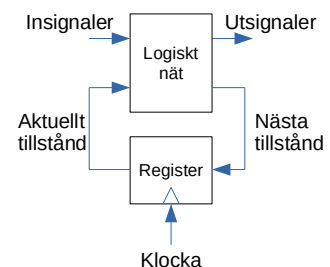 Insignaler
Utsignaler
Logiskt
nät
Aktuellt
tillstånd
Nästa
tillstånd
Register
Klocka